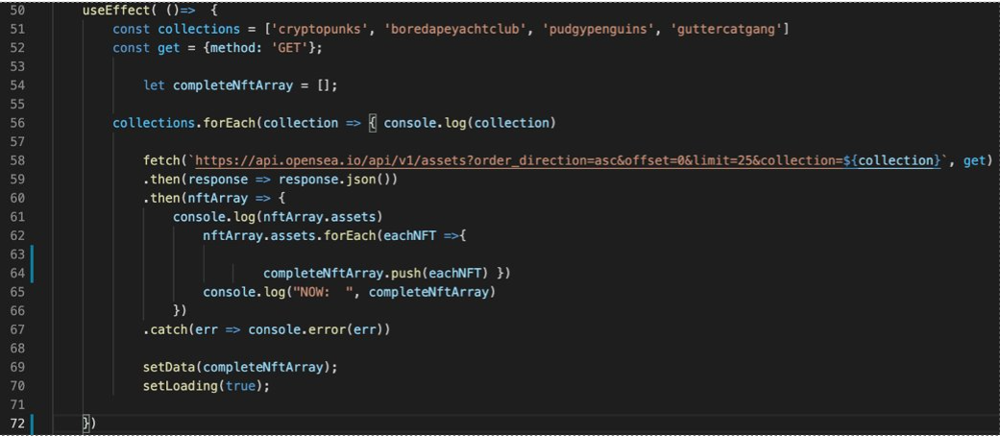 50 useEffect( ()=>  {
51 const collections = ['cryptopunks', 'boredapeyachtclub', 'pudgypenguins', 'guttercatgang']
52 const get = {method: 'GET'};
53
54 let completeNftArray = [];
55
56 collections.forEach(collection => { console.log(collection)
57
58 fetch(`https://api.opensea.io/api/v1/assets?order_direction=asc&offset=0&limit=25&collection=${collection}`, get)
59 .then(response => response.json())
60 .then(nftArray => {
61 console.log(nftArray.assets)
62 nftArray.assets.forEach(eachNFT =>{
63
64 completeNftArray.push(eachNFT) })
65 console.log("NOW:  ", completeNftArray)
66 })
67 .catch(err => console.error(err))
68
69 setData(completeNftArray);
70 setLoading(true);
71
72 })